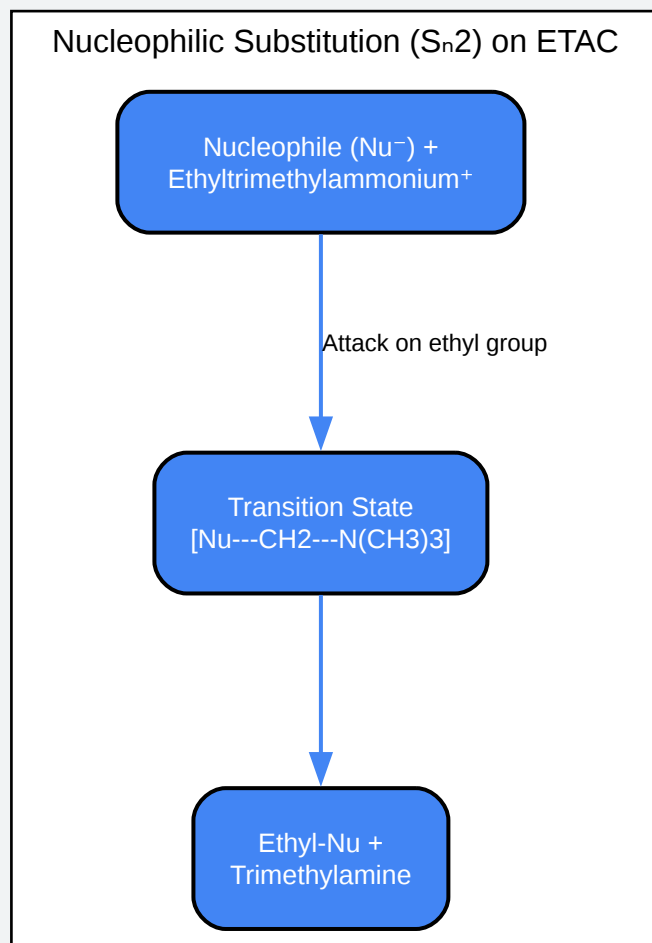 Nucleophilic Substitution (Sₙ2) on ETAC
Nucleophile (Nu⁻) +
Ethyltrimethylammonium⁺
Attack on ethyl group
Transition State
[Nu---CH2---N(CH3)3]
Ethyl-Nu +
Trimethylamine